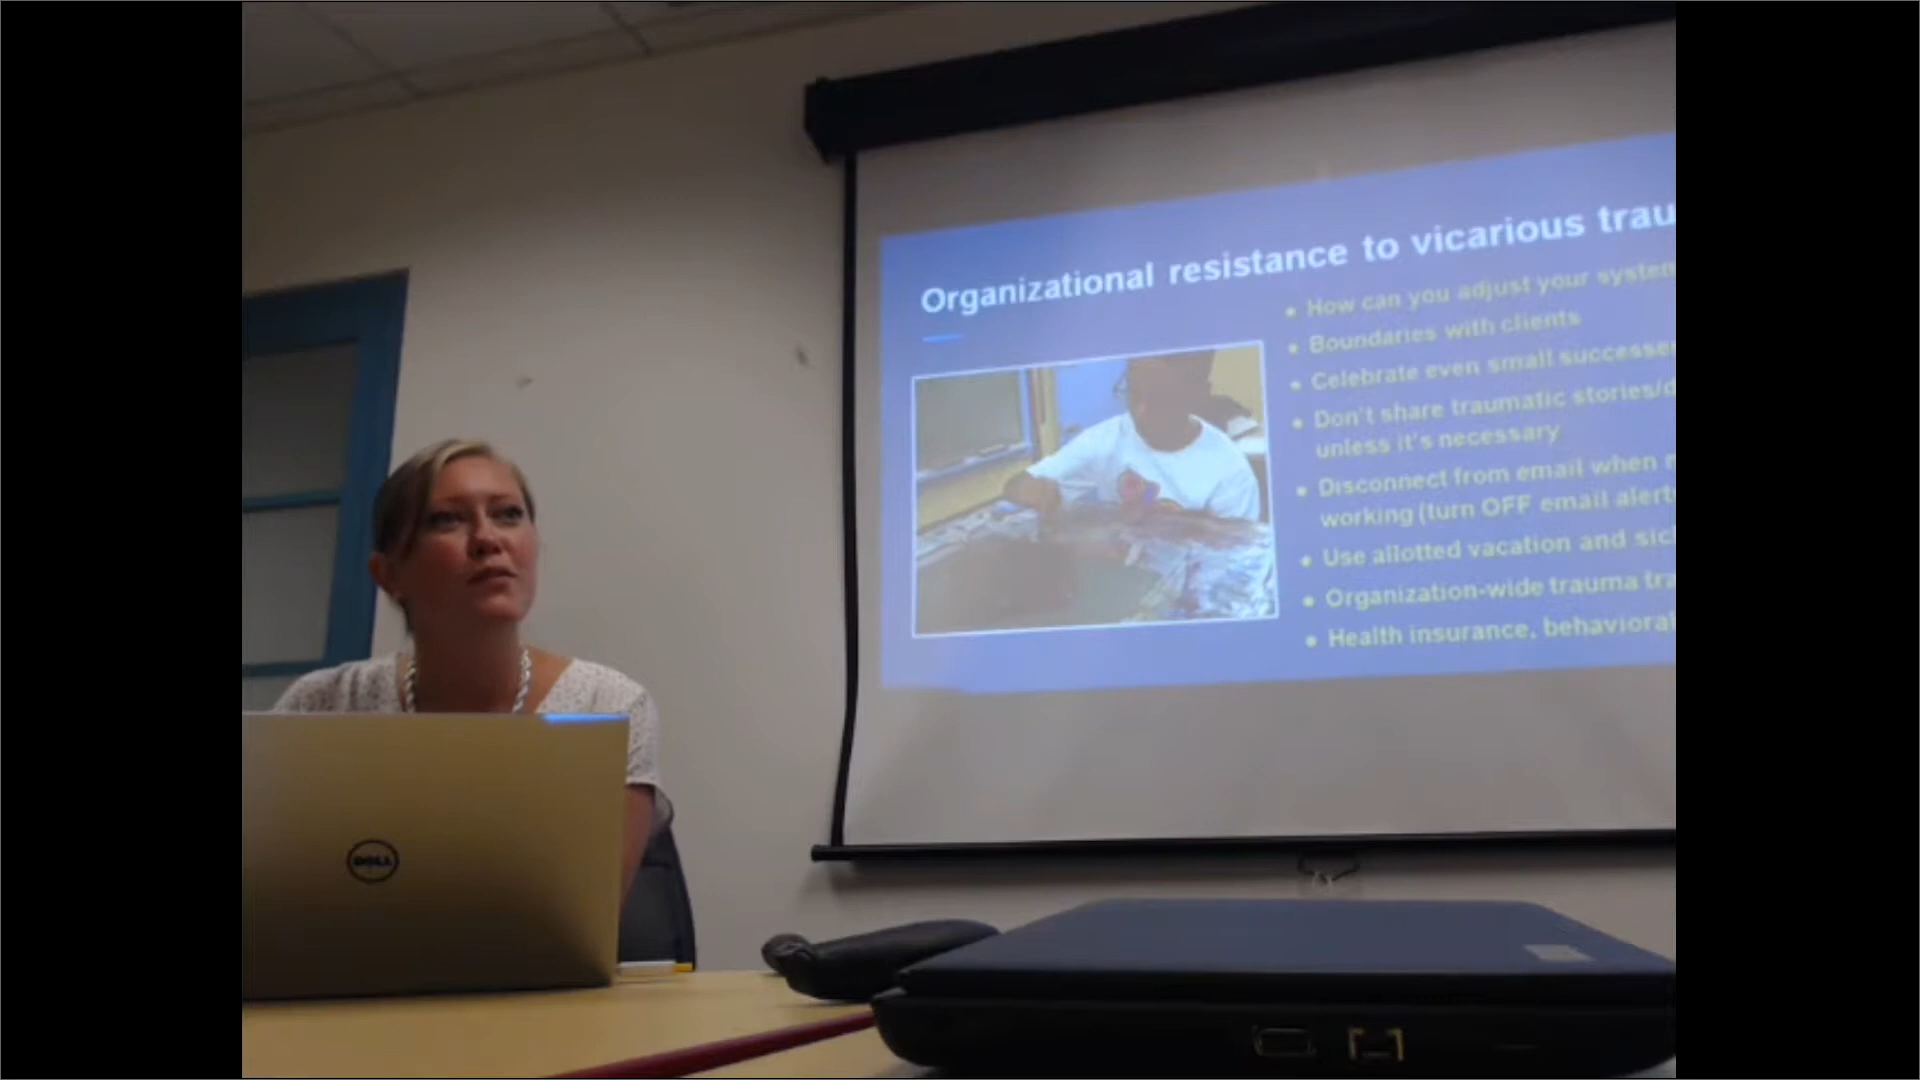 Organizational resistance to vicarious trau
• How can you adjust your system
• Boundaries with clients
• Celebrate even small successes
• Don't share traumatic stories/d
unless it's necessary
• Disconnect from email when
working (turn OFF email alert
• Use allotted vacation and sic
• Organization-wide trauma tra
• Health insurance, behavioral
DELL